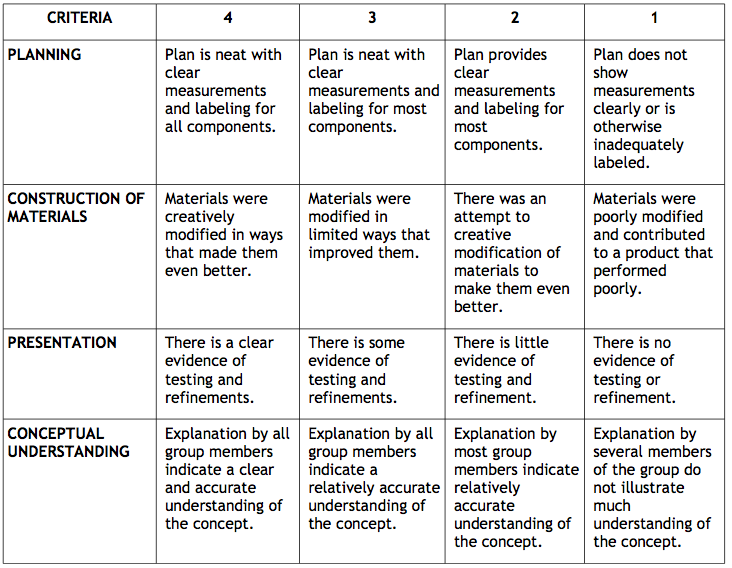 CRITERIA 4 3 2 1
PLANNING
Plan is neat with
clear
measurements
and labeling for
all components.
Plan is neat with
clear
measurements and
labeling for most
components.
Plan provides
clear
measurements
and labeling for
most
components.
Plan does not
show
measurements
clearly or is
otherwise
inadequately
labeled.
CONSTRUCTION OF
MATERIALS
Materials were
creatively
modified in ways
that made them
even better.
Materials were
modified in
limited ways that
improved them.
There was an
attempt to
creative
modification of
materials to
make them even
better.
Materials were
poorly modified
and contributed
to a product that
performed
poorly.
PRESENTATION
There is a clear
evidence of
testing and
refinements.
There is some
evidence of
testing and
refinements.
There is little
evidence of
testing and
refinement.
There is no
evidence of
testing or
refinement.
CONCEPTUAL
UNDERSTANDING
Explanation by all
group members
indicate a clear
and accurate
understanding of
the concept.
Explanation by all
group members
indicate a
relatively accurate
understanding of
the concept.
Explanation by
most group
members indicate
relatively
accurate
understanding of
the concept.
Explanation by
several members
of the group do
not illustrate
much
understanding of
the concept.